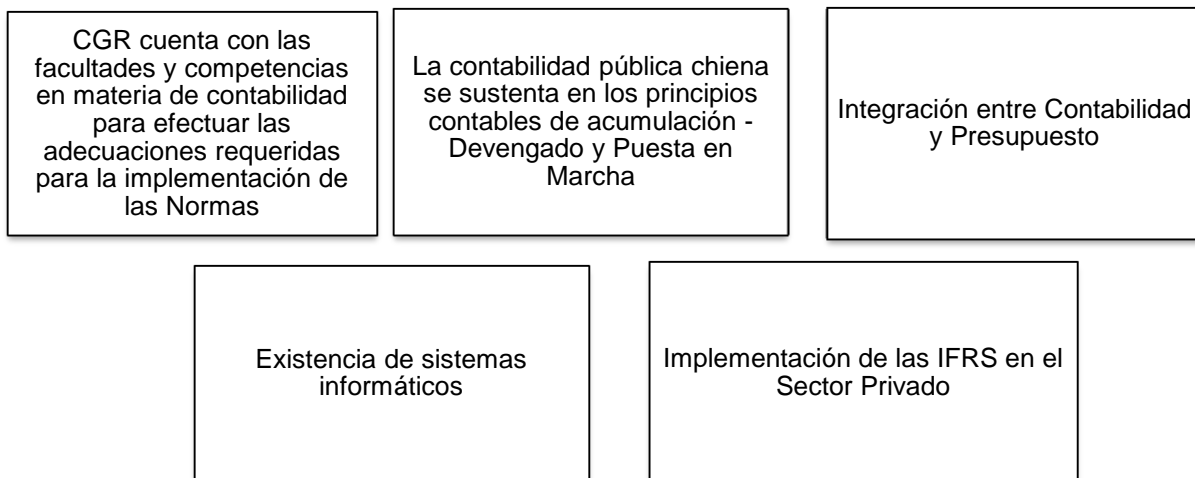 CGR cuenta con las
facultades y competencias
en materia de contabilidad
para efectuar las
adecuaciones requeridas
para la implementación de
las Normas
La contabilidad pública chiena
se sustenta en los principios
contables de acumulación -
Devengado y Puesta en
Marcha
Integración entre Contabilidad
y Presupuesto
Existencia de sistemas
informáticos
Implementación de las IFRS en el
Sector Privado